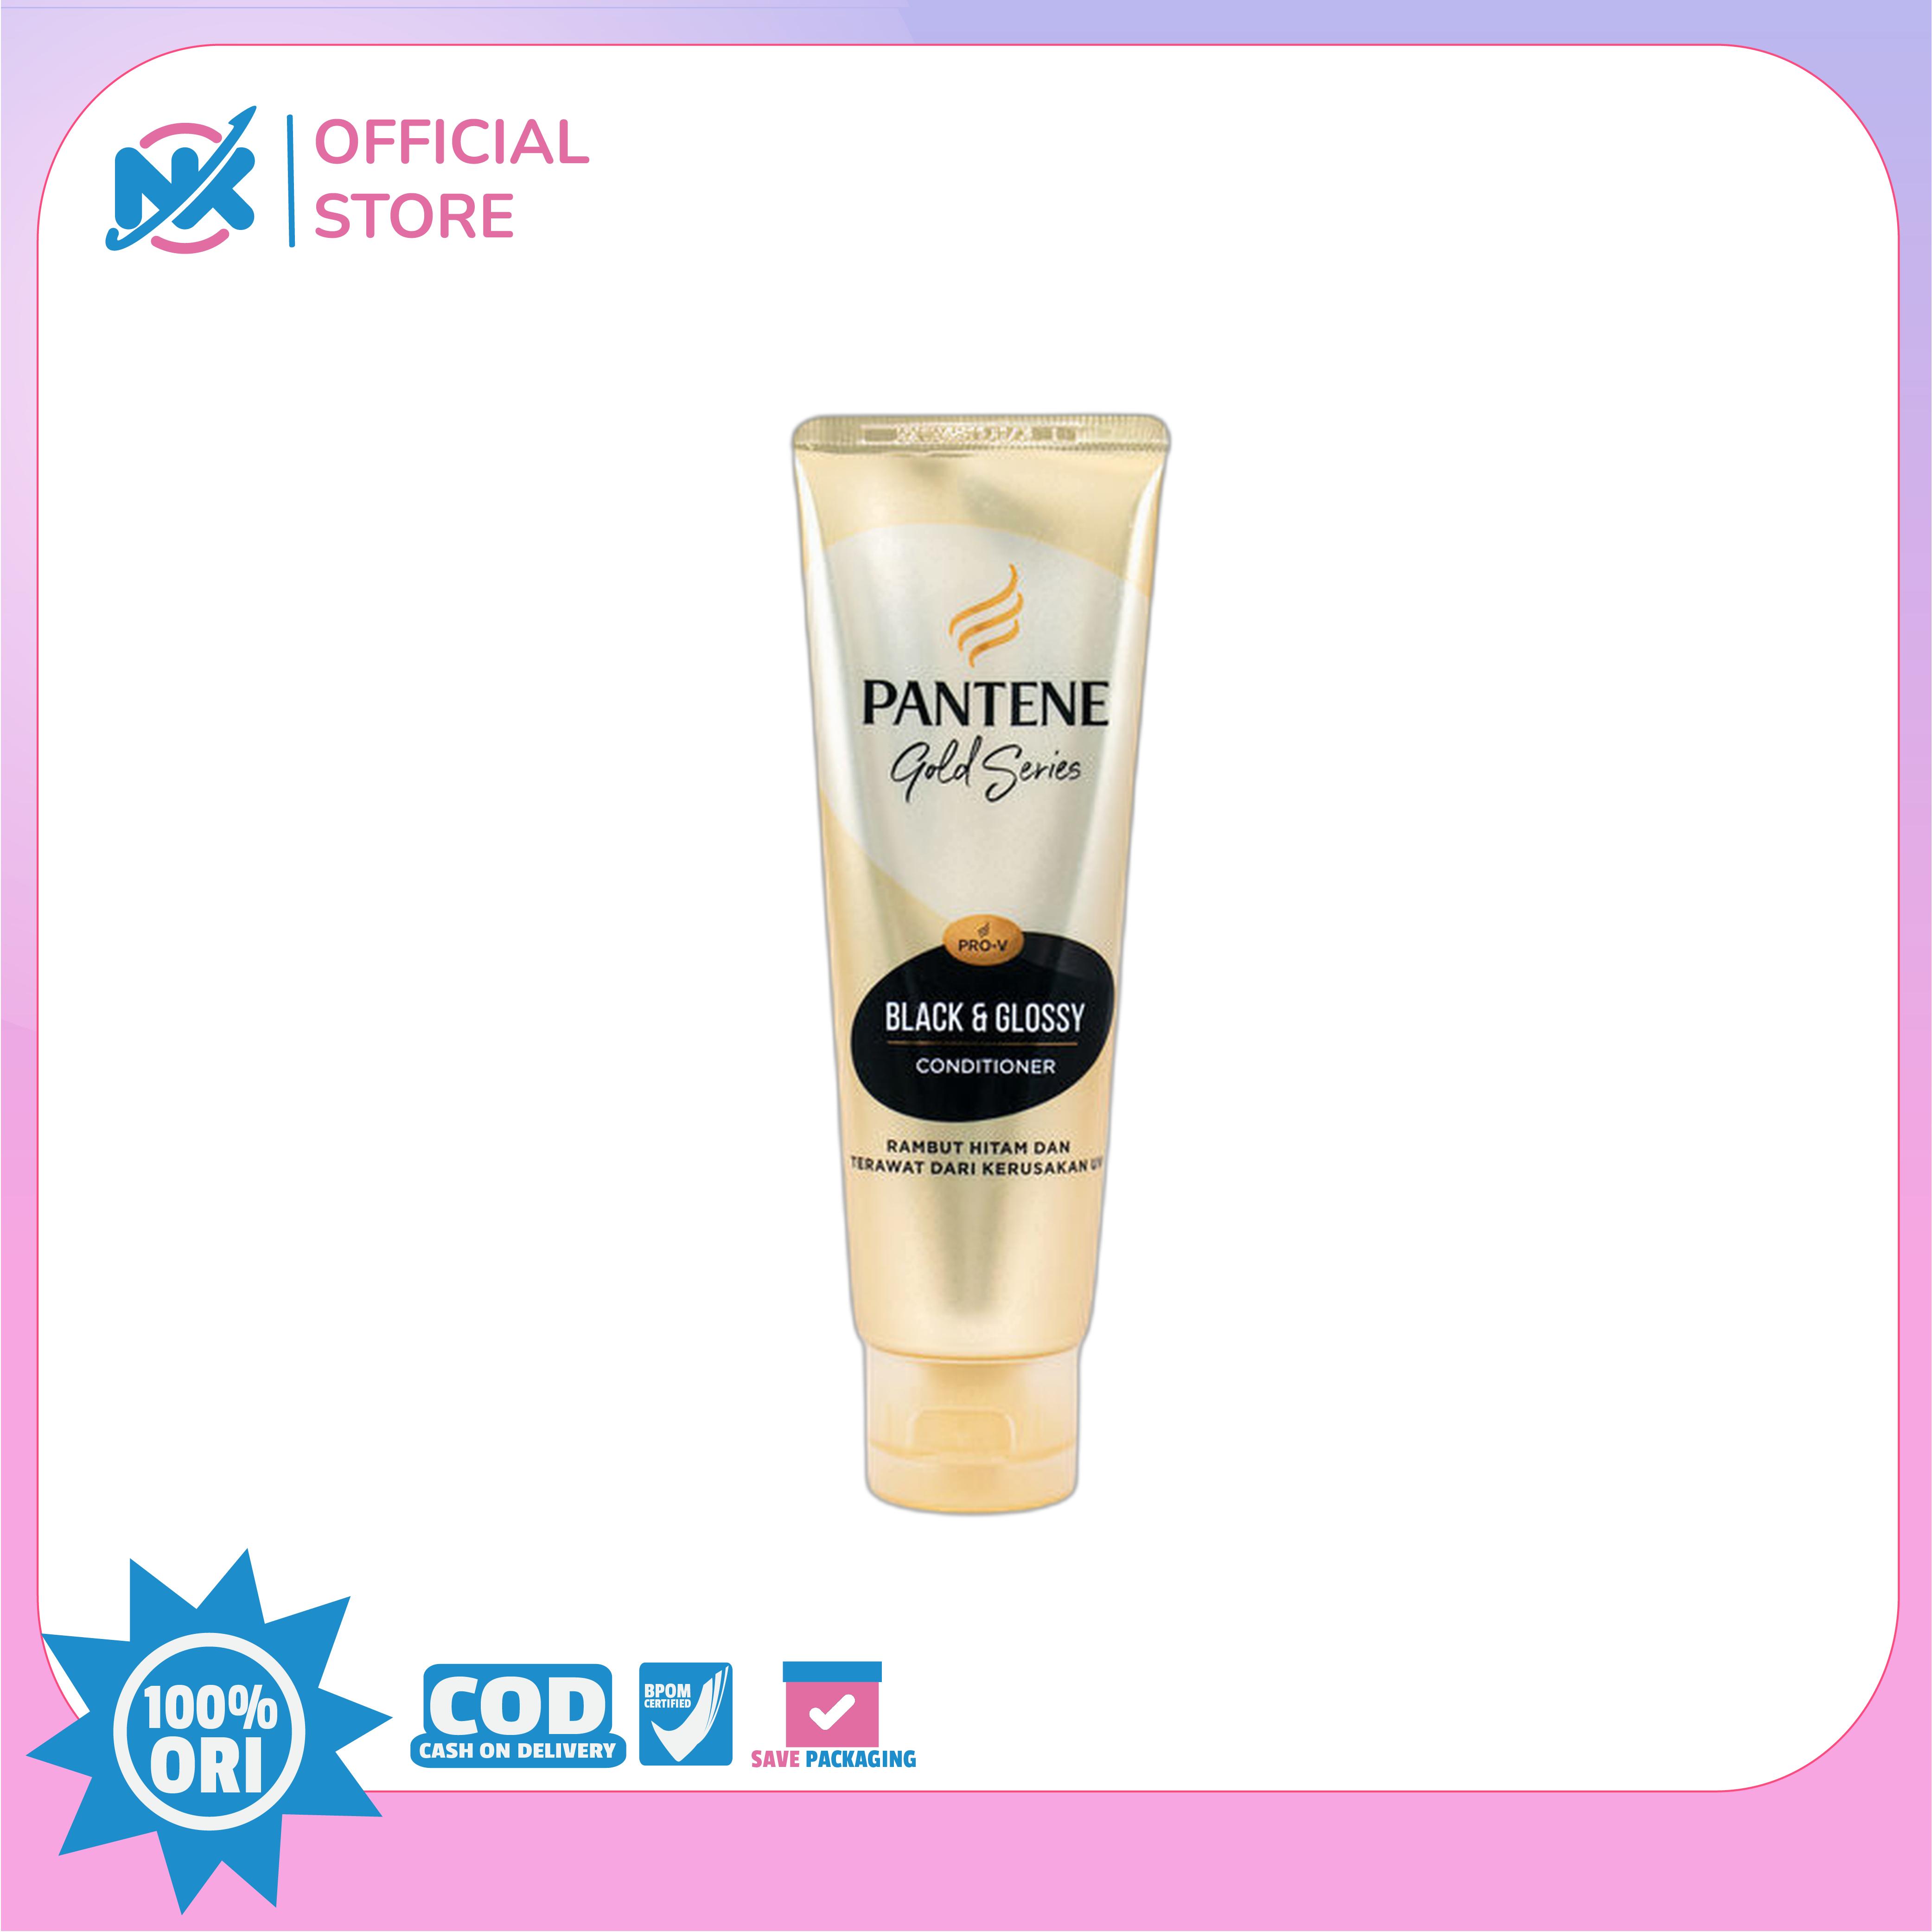 NK
OFFICIAL
STORE
PANTENE
Gold Series
PRO-V
BLACK & GLOSSY
CONDITIONER
RAMBUT HITAM DAN
TERAWAT DARI KERUSAKAN UV
100%
ORI
COD
CASH ON DELIVERY
BPOM
CERTIFIED
SAVE PACKAGING